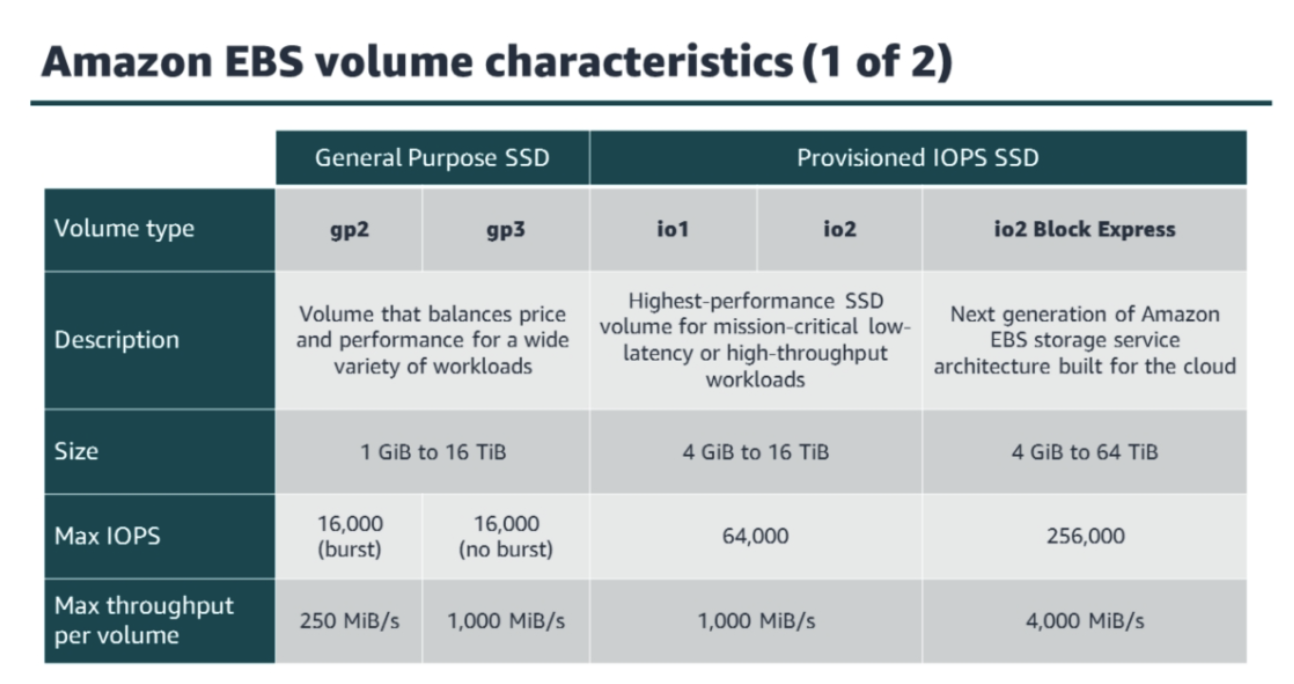 Amazon EBS volume characteristics (1 of 2)
General Purpose SSD
Provisioned IOPS SSD
Volume type
gp2
gp3
io1
io2
io2 Block Express
Description
Volume that balances price
and performance for a wide
variety of workloads
Highest-performance SSD
volume for mission-critical low-
latency or high-throughput
workloads
Next generation of Amazon
EBS storage service
architecture built for the cloud
Size
1 GiB to 16 TiB
4 GiB to 16 TiB
4 GiB to 64 TiB
Max IOPS
16,000
(burst)
16,000
(no burst)
64,000
256,000
Max throughput
per volume
250 MiB/s
1,000 MiB/s
1,000 MiB/s
4,000 MiB/s